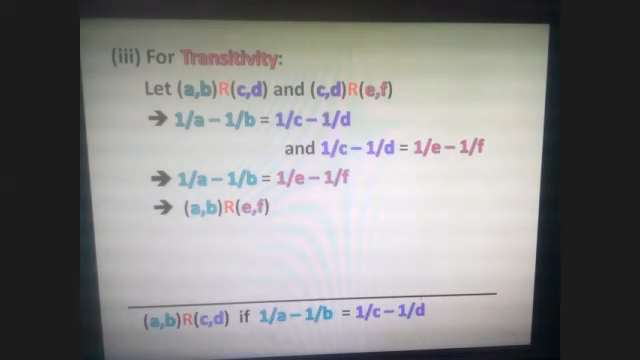 (iii) For Transitivity:
Let (a,b)R(c,d) and (c,d)R(e,f)
➔ 1/a – 1/b = 1/c – 1/d
and 1/c – 1/d = 1/e – 1/f
➔ 1/a – 1/b = 1/e – 1/f
➔ (a,b)R(e,f)
(a,b)R(c,d) if 1/a – 1/b = 1/c – 1/d